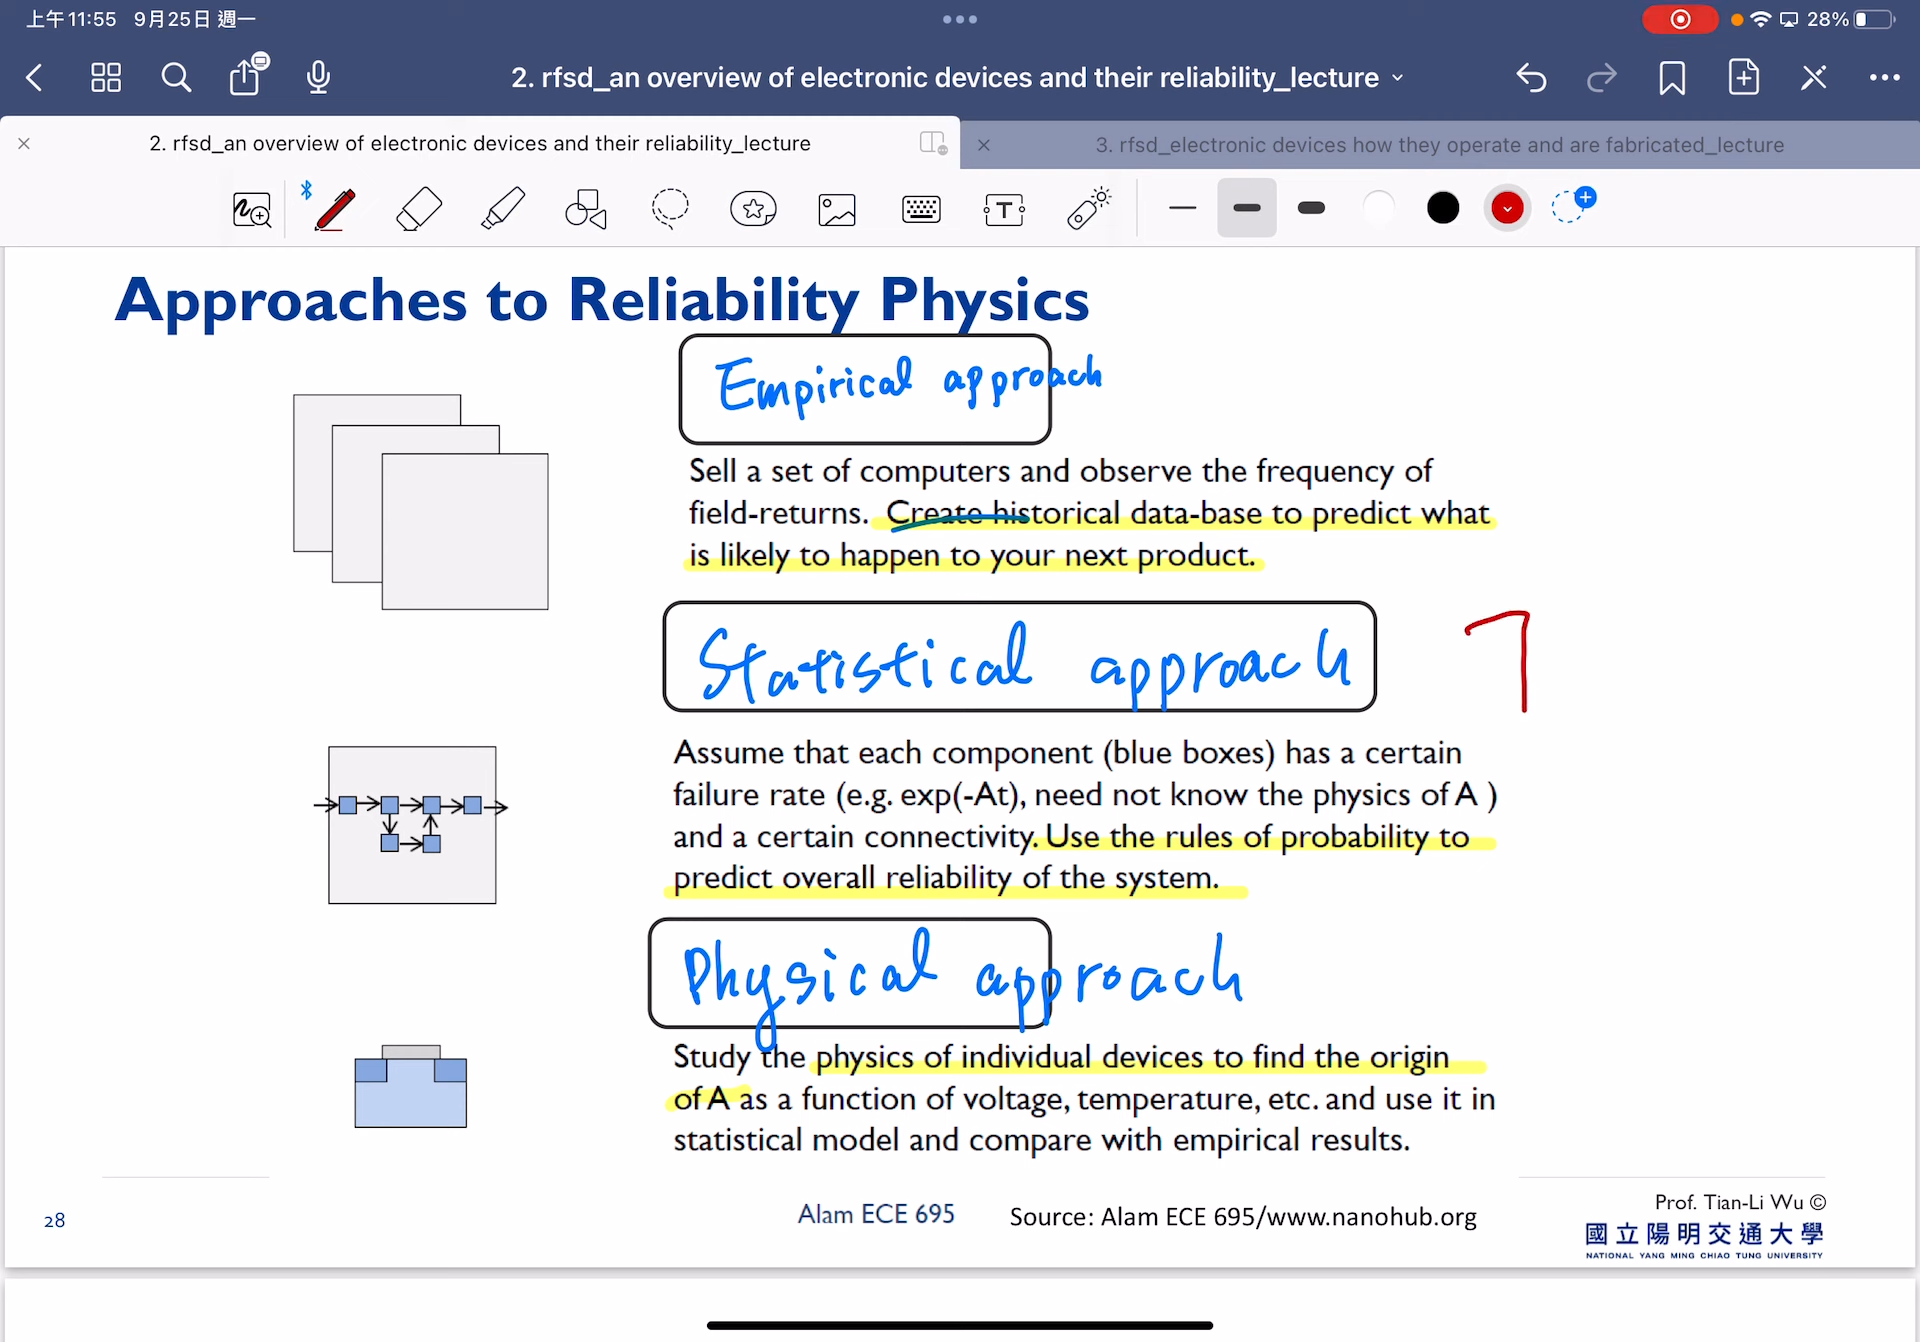 上午11:55 9月25日 週一
28%
2. rfsd_an overview of electronic devices and their reliability_lecture
2. rfsd_an overview of electronic devices and their reliability_lecture
3. rfsd_electronic devices how they operate and are fabricated_lecture
T
Approaches to Reliability Physics
Empirical approach
Sell a set of computers and observe the frequency of
field-returns. Create historical data-base to predict what
is likely to happen to your next product.
Statistical approach
Assume that each component (blue boxes) has a certain
failure rate (e.g. exp(-At), need not know the physics of A )
and a certain connectivity. Use the rules of probability to
predict overall reliability of the system.
Physical approach
Study the physics of individual devices to find the origin
of A as a function of voltage, temperature, etc. and use it in
statistical model and compare with empirical results.
28
Alam ECE 695
Source: Alam ECE 695/www.nanohub.org
Prof. Tian-Li Wu ©
國立陽明交通大學
NATIONAL YANG MING CHIAO TUNG UNIVERSITY